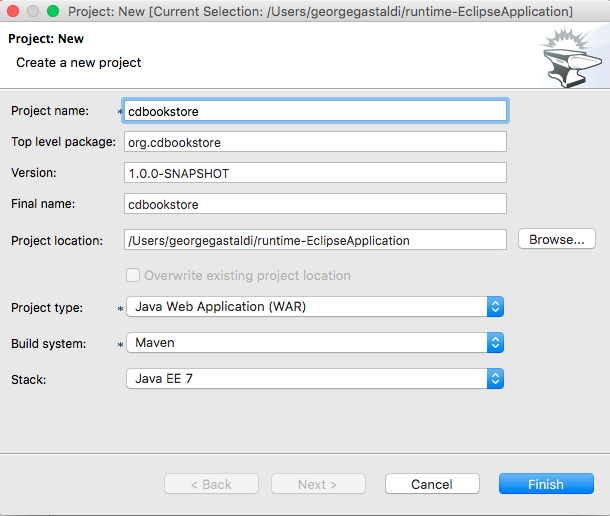 Project: New [Current Selection: /Users/georgegastaldi/runtime-EclipseApplication]
Project: New
Create a new project
Project name: * cdbookstore
Top level package: org.cdbookstore
Version: 1.0.0-SNAPSHOT
Final name: cdbookstore
Project location: /Users/georgegastaldi/runtime-EclipseApplication Browse...
Overwrite existing project location
Project type: * Java Web Application (WAR)
Build system: * Maven
Stack: Java EE 7
< Back Next > Cancel Finish